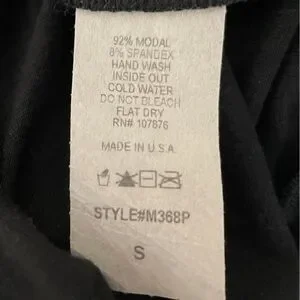 92% MODAL
8% SPANDEX
HAND WASH
INSIDE OUT
COLD WATER
DO NOT BLEACH
FLAT DRY
RN# 107876
MADE IN U.S.A.
STYLE#M368P
S